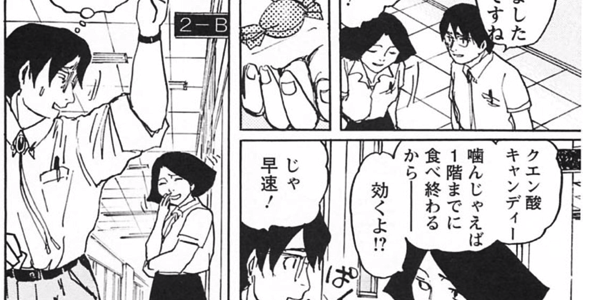 ました
ですね
クエン酸
キャンディー
噛んじゃえば
1階までに
食べ終わる
から――
効くよ!?
じゃ
早速!
ぱく
2-B